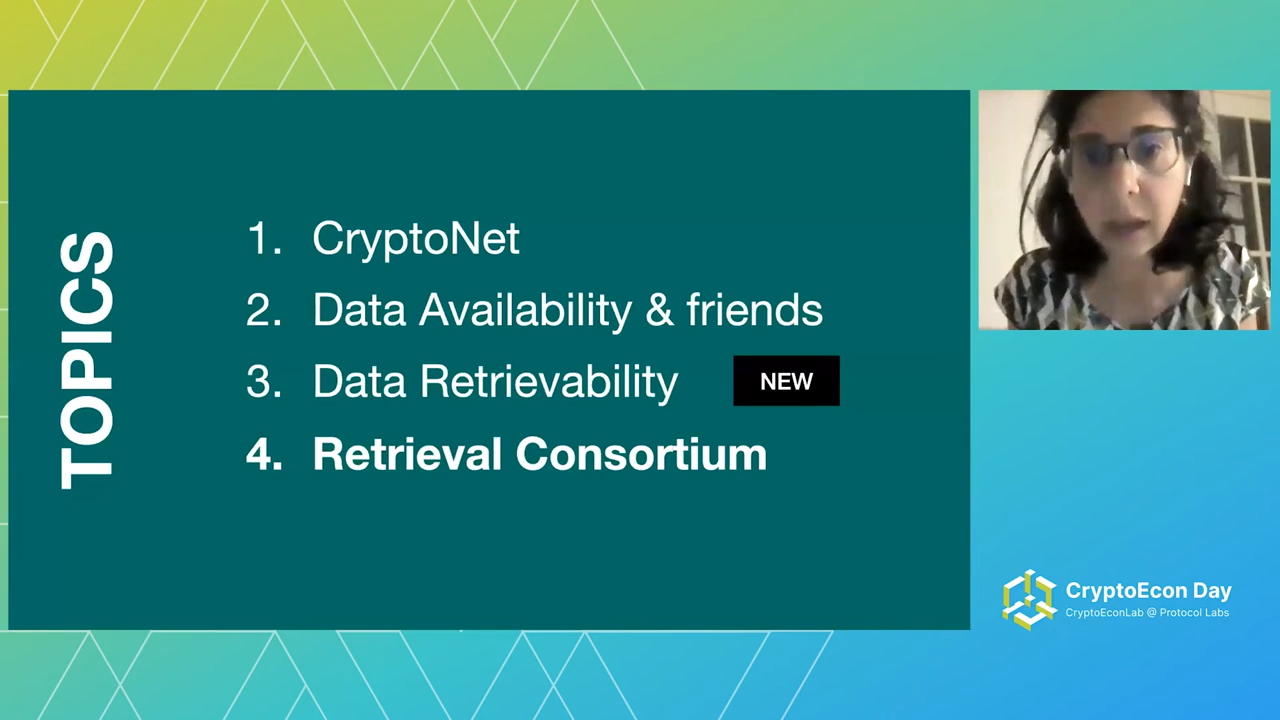 TOPICS
1. CryptoNet
2. Data Availability & friends
3. Data Retrievability NEW
4. Retrieval Consortium
CryptoEcon Day
CryptoEconLab @ Protocol Labs